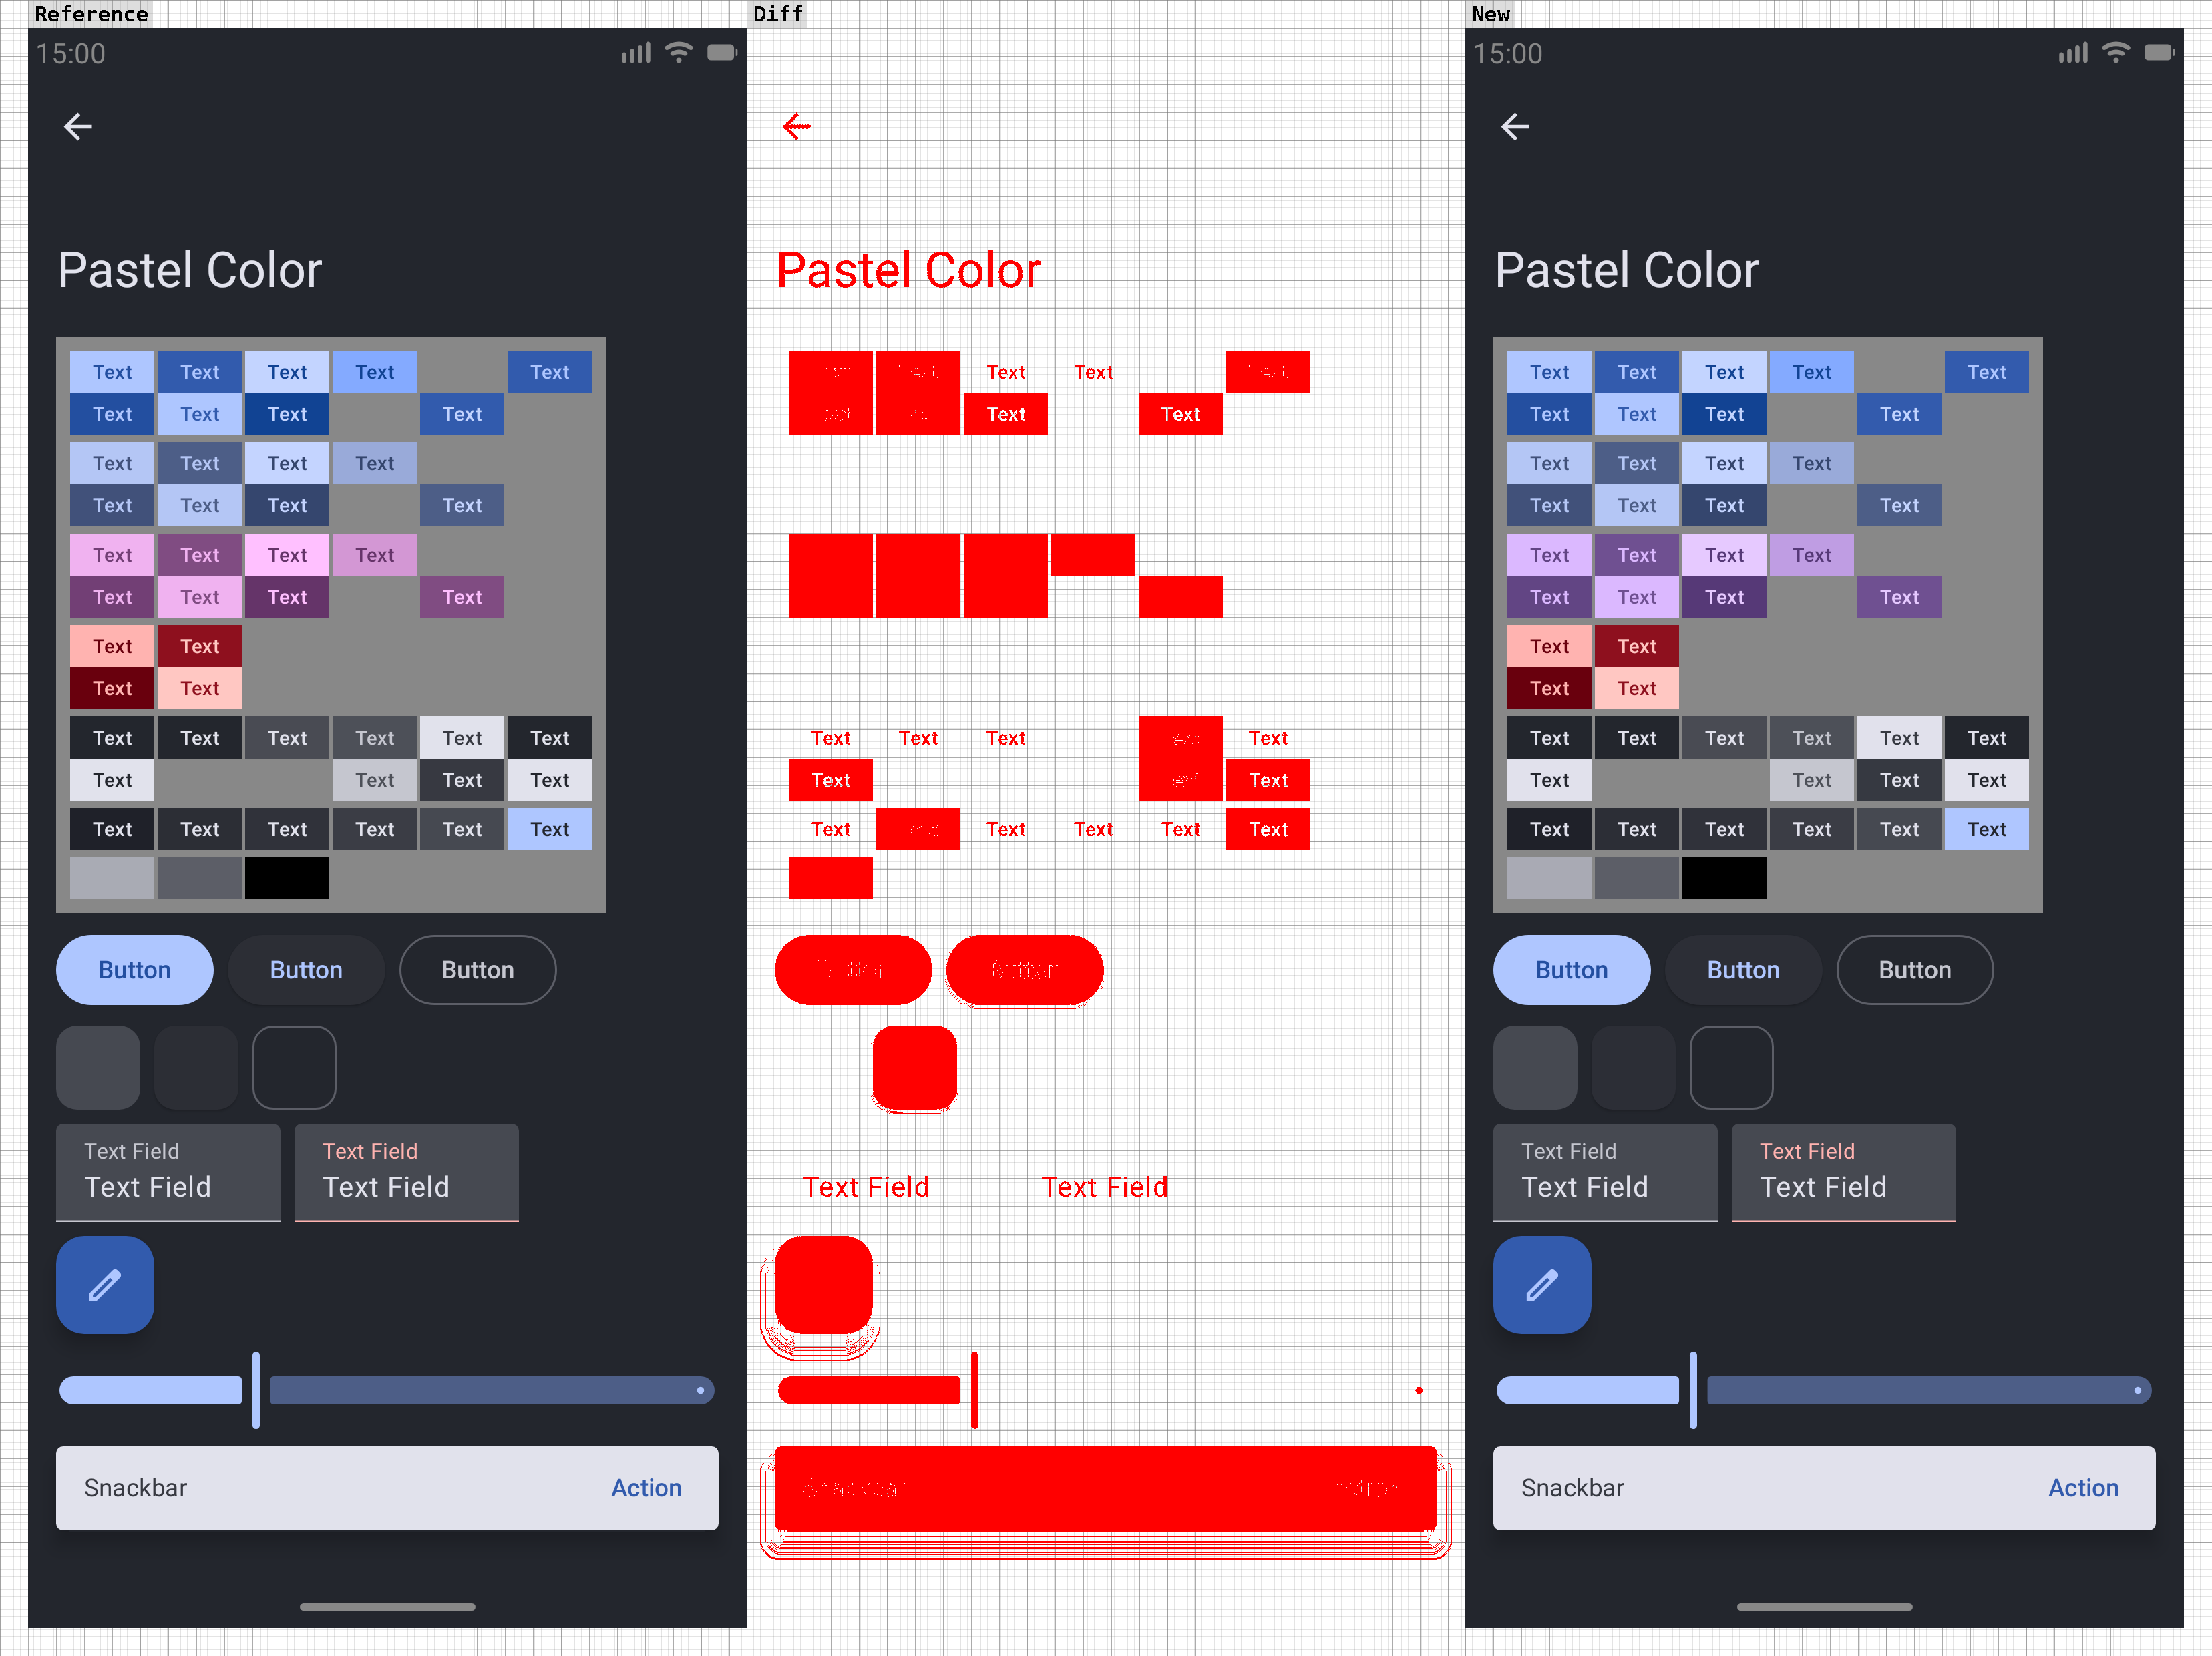 Reference Diff New
15:00 15:00
Pastel Color Pastel Color Pastel Color
Text Text Text Text Text Text Text Text Text Text Text Text Text Text
Text Text Text Text Text Text Text Text Text Text
Text Text Text Text Text Text Text Text
Text Text Text Text Text Text Text Text
Text Text Text Text Text Text Text Text
Text Text Text Text Text Text Text Text
Text Text Text Text
Text Text Text Text
Text Text Text Text Text Text Text Text Text Text Text Text Text Text Text Text
Text Text Text Text Text Text Text Text Text Text
Text Text Text Text Text Text Text Text Text Text Text Text Text Text Text Text Text
Button Button Button Button Button Button
Text Field Text Field Text Field Text Field
Text Field Text Field Text Field Text Field Text Field Text Field
Snackbar Action Snackbar Action